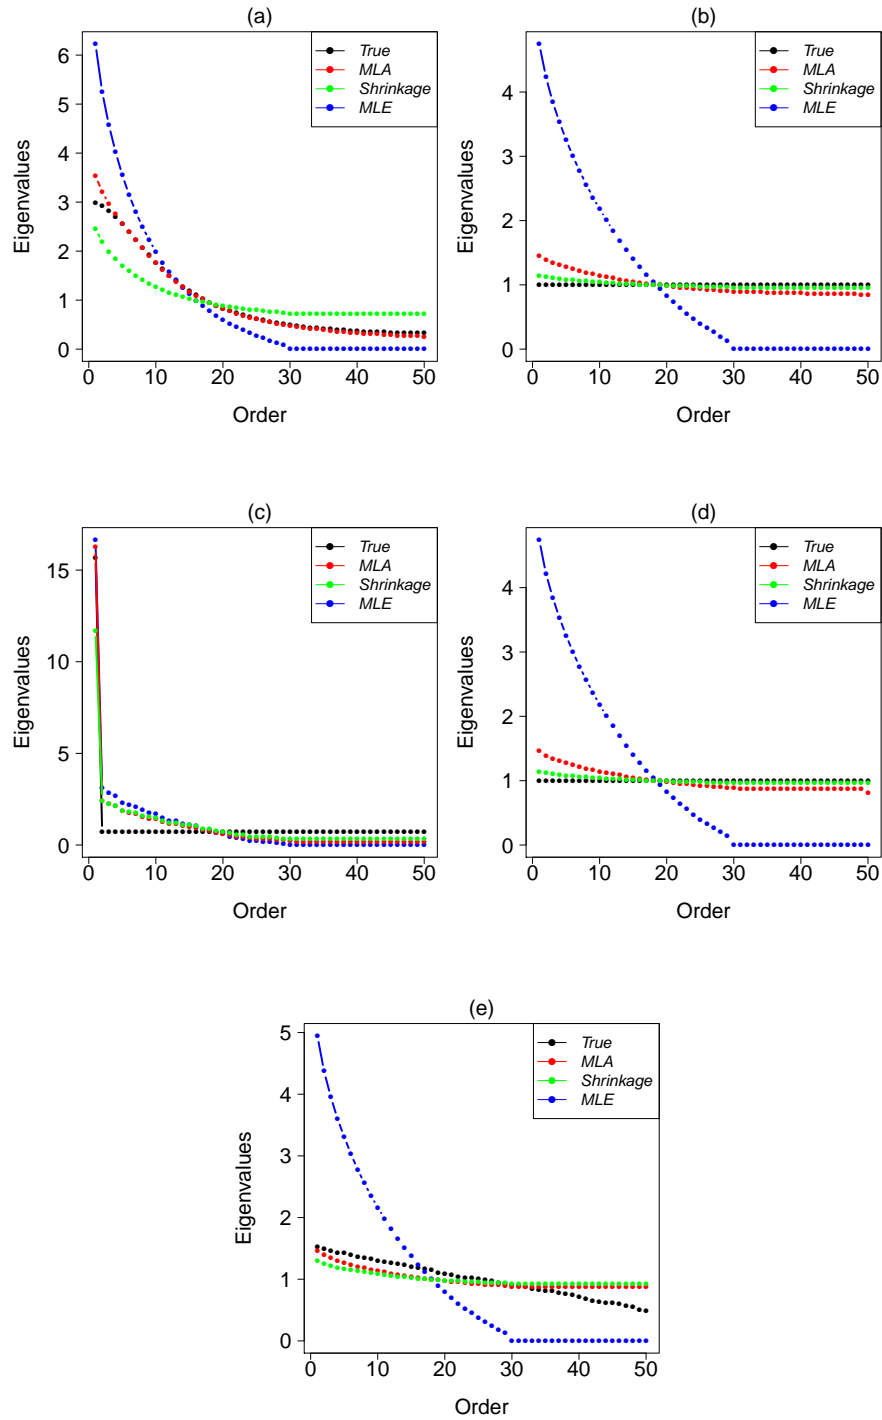 (a)
True
MLA
Shrinkage
MLE
Eigenvalues
6
5
4
3
2
1
0
0 10 20 30 40 50
Order
(b)
True
MLA
Shrinkage
MLE
Eigenvalues
4
3
2
1
0
0 10 20 30 40 50
Order
(c)
True
MLA
Shrinkage
MLE
Eigenvalues
15
10
5
0
0 10 20 30 40 50
Order
(d)
True
MLA
Shrinkage
MLE
Eigenvalues
4
3
2
1
0
0 10 20 30 40 50
Order
(e)
True
MLA
Shrinkage
MLE
Eigenvalues
5
4
3
2
1
0
0 10 20 30 40 50
Order